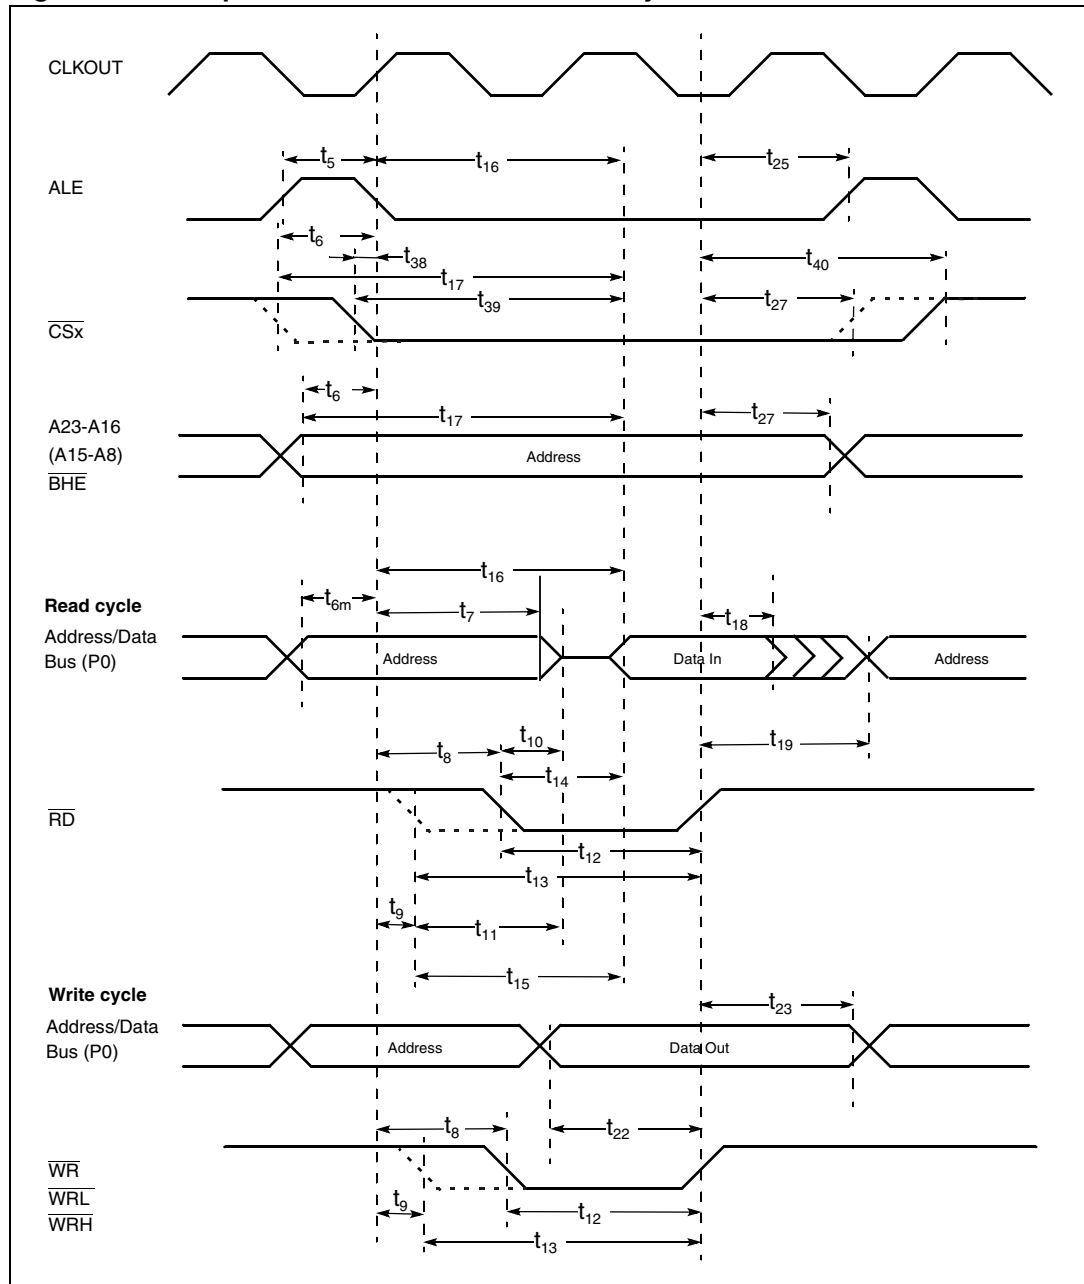 CLKOUT
t5
t16
t25
ALE
t6
t38
t40
t17
t39
t27
CSx
t6
t17
t27
A23-A16
(A15-A8)
Address
BHE
t16
Read cycle
t6m
t7
t18
Address/Data
Bus (P0)
Address
Data In
Address
t10
t8
t19
t14
RD
t12
t13
t9
t11
t15
Write cycle
t23
Address/Data
Bus (P0)
Address
Data Out
t8
t22
WR
WRL
t9
t12
WRH
t13